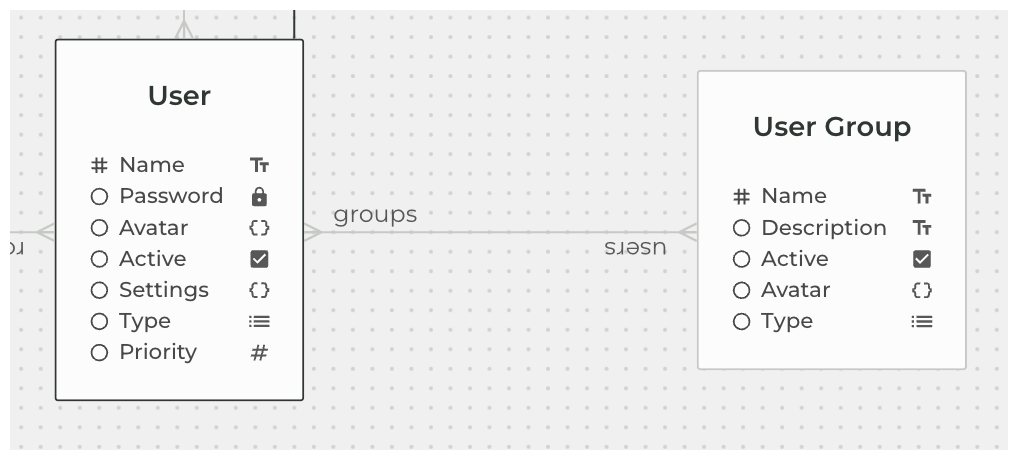 User
# Name
Password
Avatar {}
Active
Settings {}
Type
Priority #
groups
users
User Group
# Name
Description
Active
Avatar {}
Type